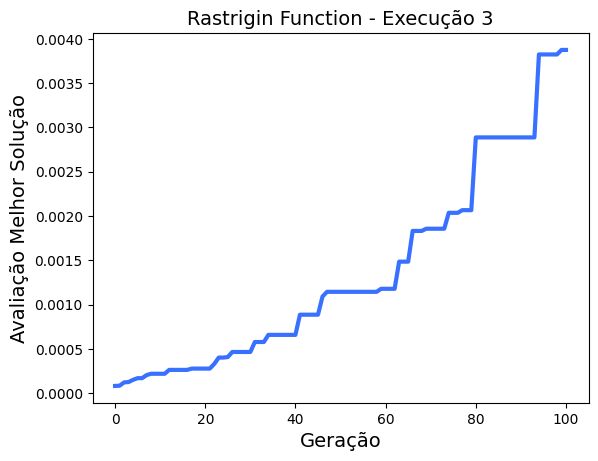 Rastrigin Function - Execução 3
Avaliação Melhor Solução
0.0040
0.0035
0.0030
0.0025
0.0020
0.0015
0.0010
0.0005
0.0000
0 20 40 60 80 100
Geração